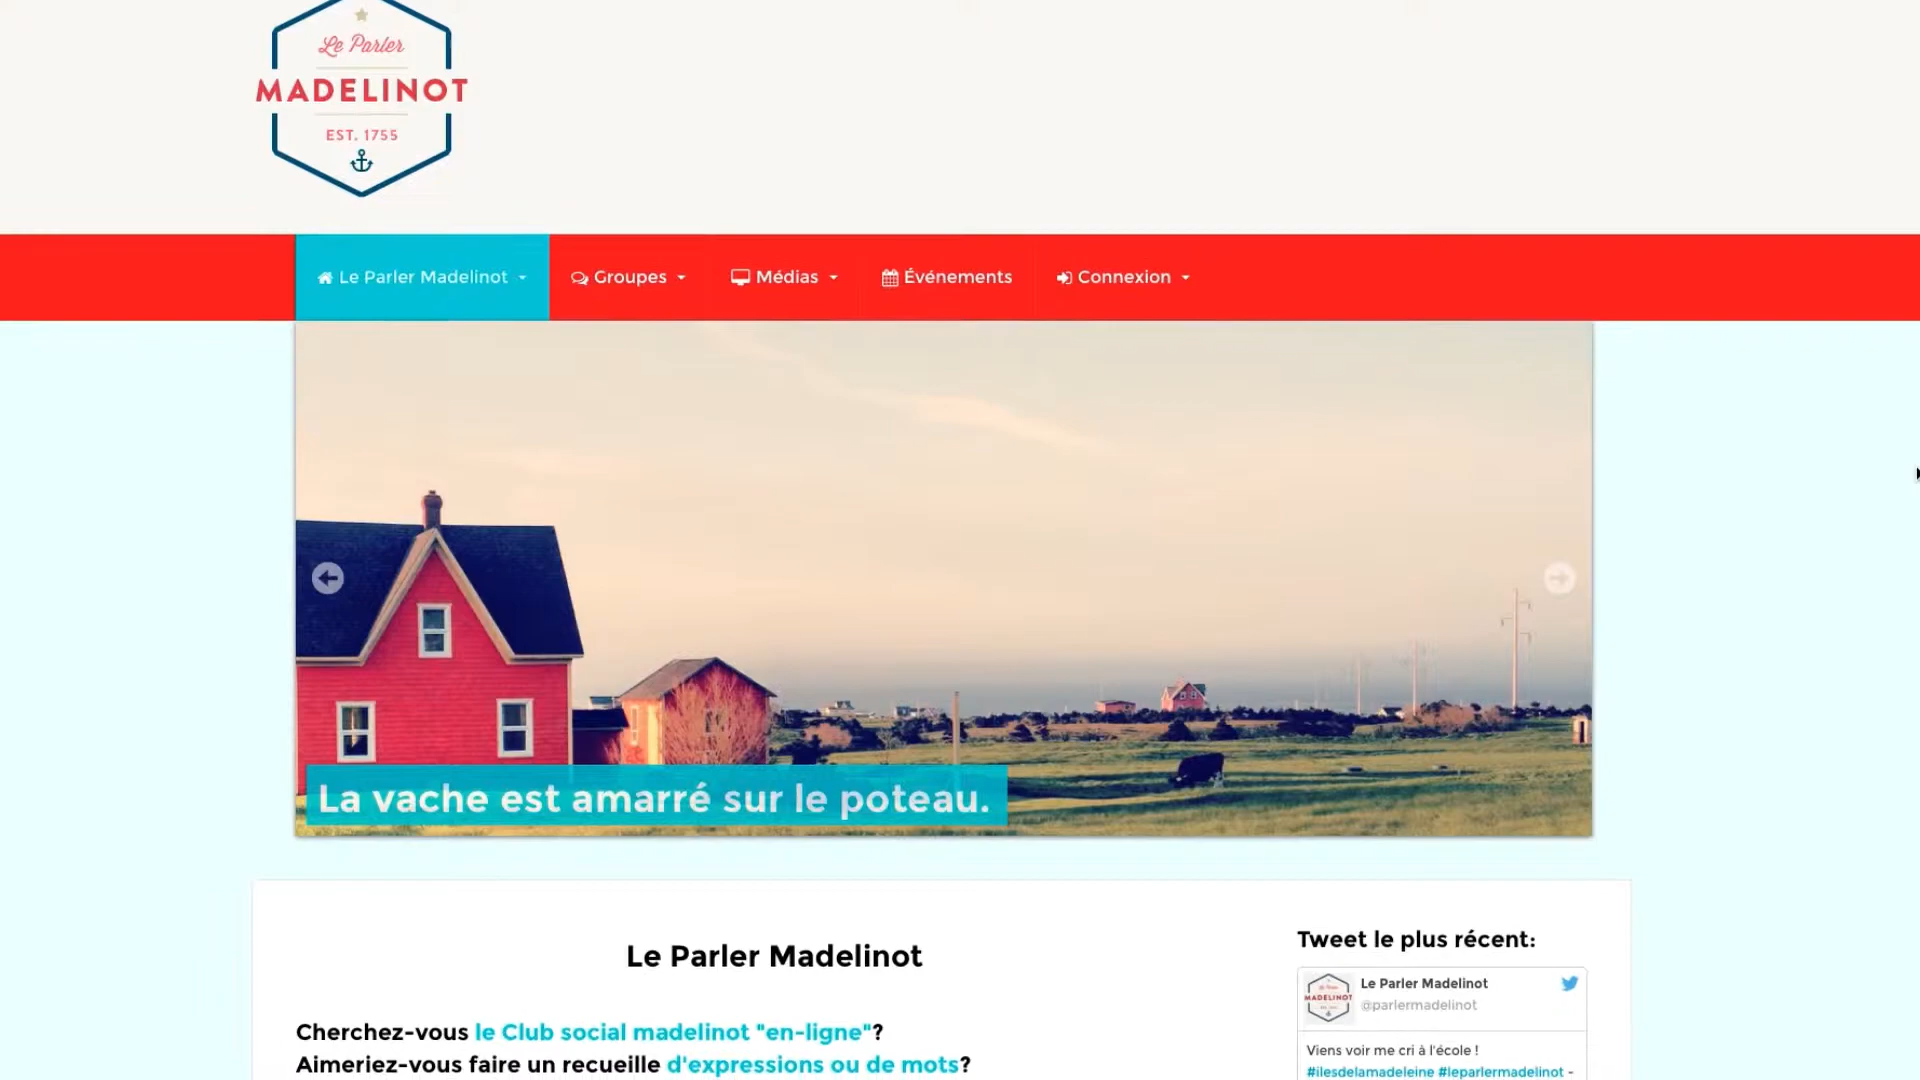 Le Parler
MADELINOT
EST. 1755
Le Parler Madelinot
Groupes
Médias
Événements
Connexion
La vache est amarré sur le poteau.
Le Parler Madelinot
Cherchez-vous le Club social madelinot "en-ligne"?
Aimeriez-vous faire un recueille d'expressions ou de mots?
Tweet le plus récent:
MADELINOT
Le Parler Madelinot
@parlermadelinot
Viens voir me cri à l'école !
#ilesdelamadeleine #leparlermadelinot -